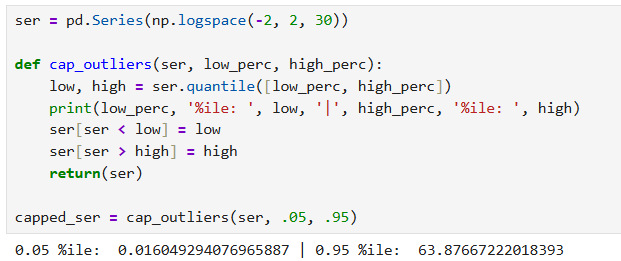 ser = pd.Series(np.logspace(-2, 2, 30))
def cap_outliers(ser, low_perc, high_perc):
    low, high = ser.quantile([low_perc, high_perc])
    print(low_perc, '%ile: ', low, '|', high_perc, '%ile: ', high)
    ser[ser < low] = low
    ser[ser > high] = high
    return(ser)
capped_ser = cap_outliers(ser, .05, .95)
0.05 %ile:  0.016049294076965887 | 0.95 %ile:  63.87667222018393